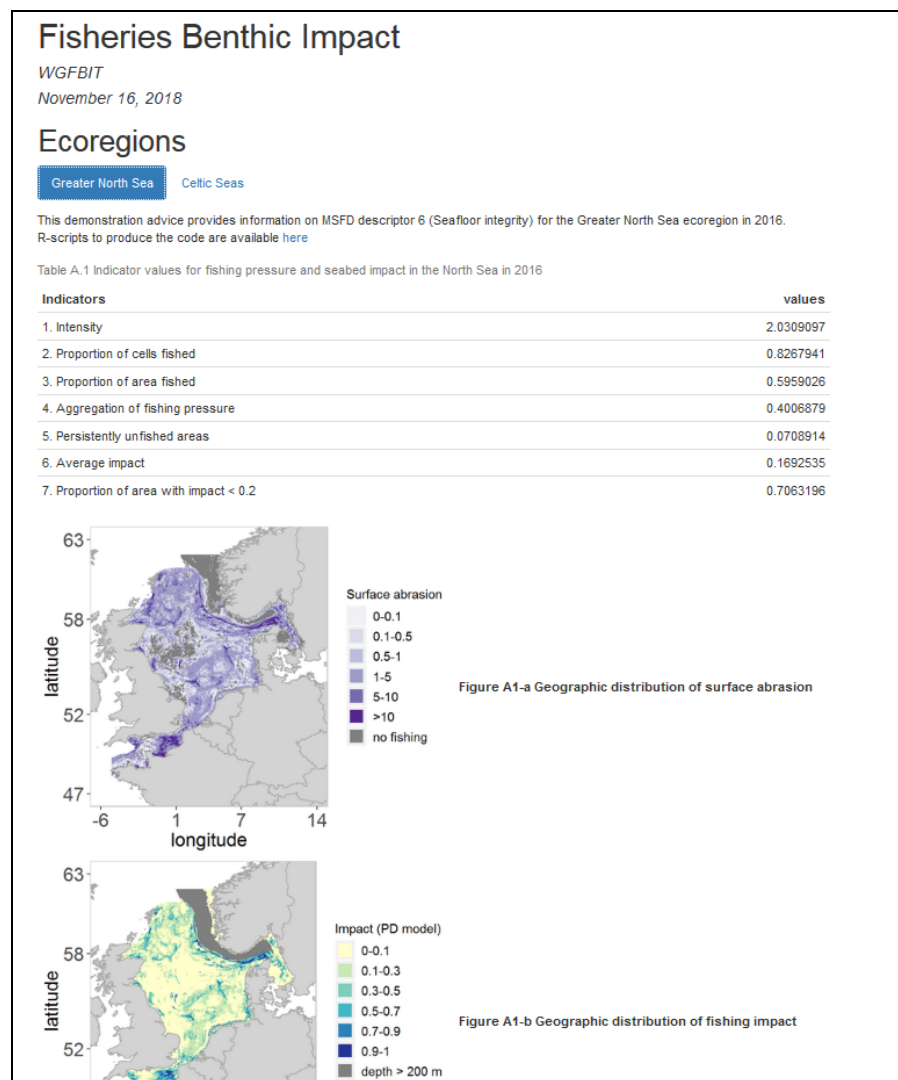 Fisheries Benthic Impact
WGFBIT
November 16, 2018
Ecoregions
Greater North Sea
Celtic Seas
This demonstration advice provides information on MSFD descriptor 6 (Seafloor integrity) for the Greater North Sea ecoregion in 2016.
R-scripts to produce the code are available here
Table A.1 Indicator values for fishing pressure and seabed impact in the North Sea in 2016
Indicators values
1. Intensity 2.0309097
2. Proportion of cells fished 0.8267941
3. Proportion of area fished 0.5959026
4. Aggregation of fishing pressure 0.4006879
5. Persistently unfished areas 0.0708914
6. Average impact 0.1692535
7. Proportion of area with impact < 0.2 0.7063196
63
58
52
47
latitude
-6 1 7 14
longitude
Surface abrasion
0-0.1
0.1-0.5
0.5-1
1-5
5-10
>10
no fishing
Figure A1-a Geographic distribution of surface abrasion
63
58
52
latitude
Impact (PD model)
0-0.1
0.1-0.3
0.3-0.5
0.5-0.7
0.7-0.9
0.9-1
depth > 200 m
Figure A1-b Geographic distribution of fishing impact